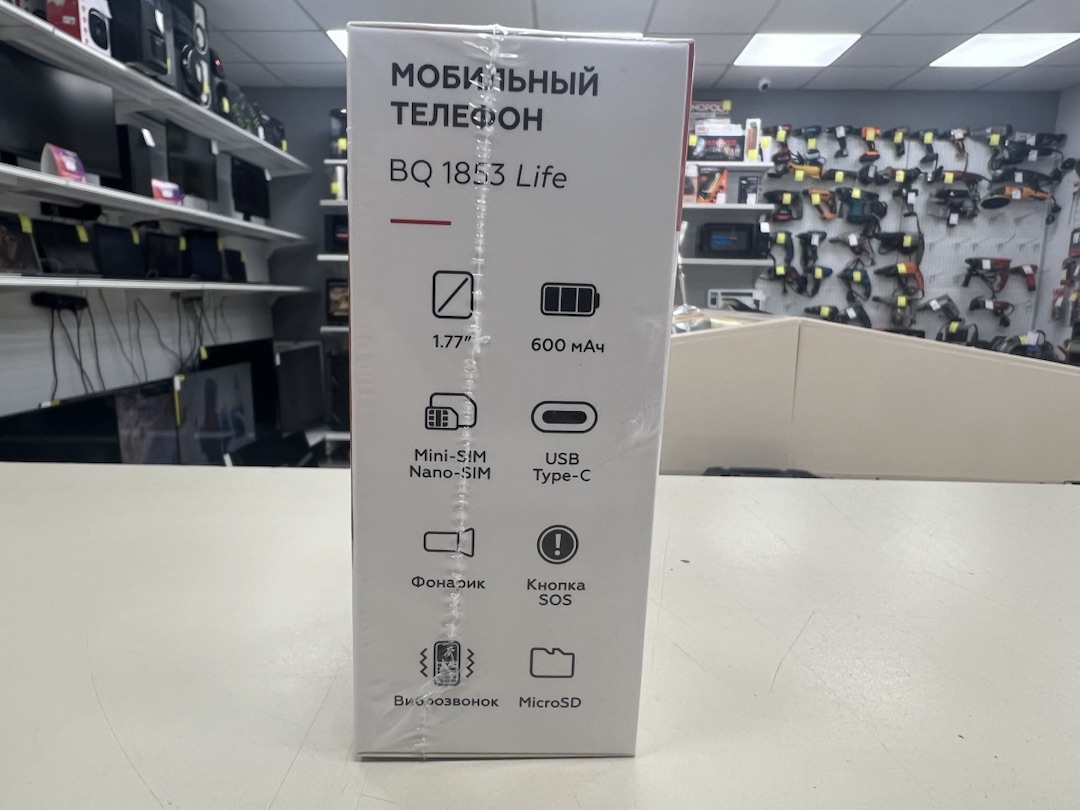 МОБИЛЬНЫЙ
ТЕЛЕФОН
BQ 1853 Life
1.77"
600 мАч
Mini-SIM
Nano-SIM
USB
Type-C
Фонарик
Кнопка
SOS
Виброзвонок
MicroSD